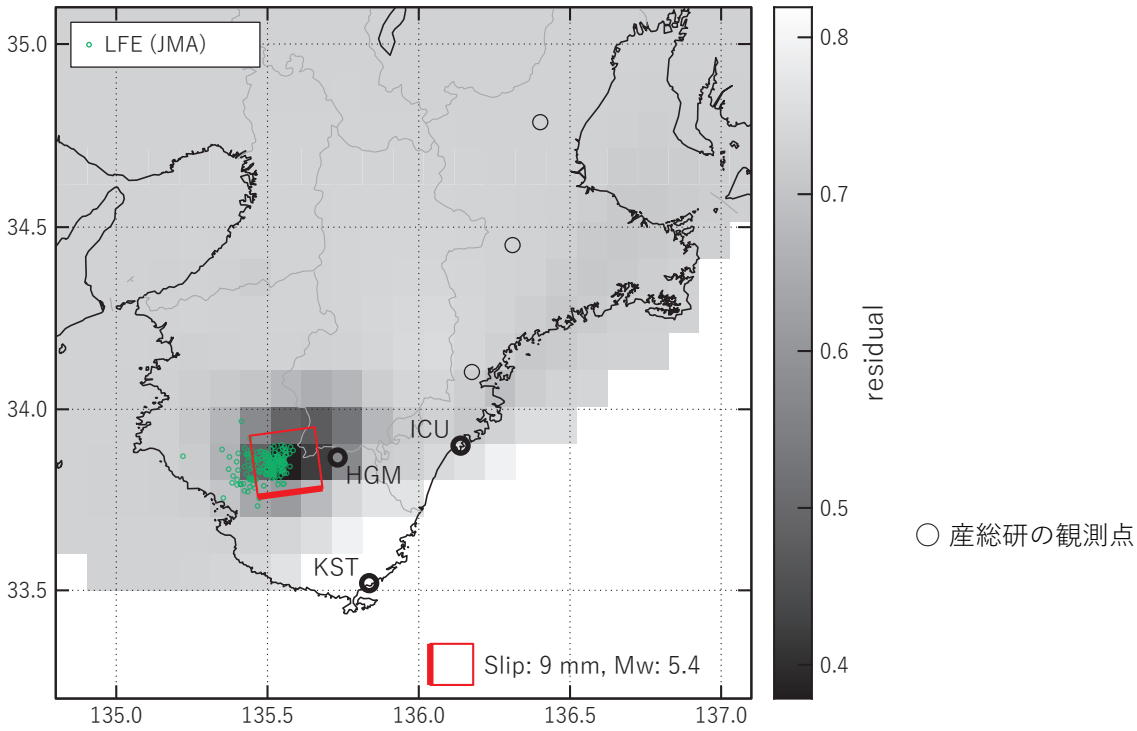 LFE (JMA)
35.0
34.5
34.0
33.5
ICU
HGM
KST
Slip: 9 mm, Mw: 5.4
135.0
135.5
136.0
136.5
137.0
0.8
0.7
0.6
0.5
0.4
residual
産総研の観測点